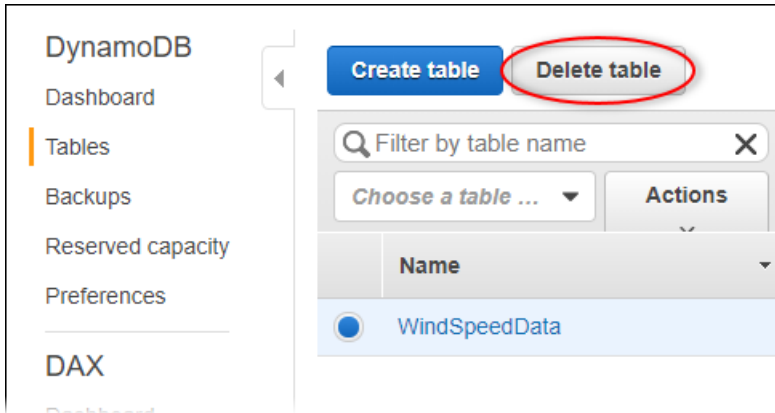 DynamoDB
Dashboard
Tables
Backups
Reserved capacity
Preferences
DAX
Dashboard
Create table
Delete table
Filter by table name
Choose a table ...
Actions
Name
WindSpeedData